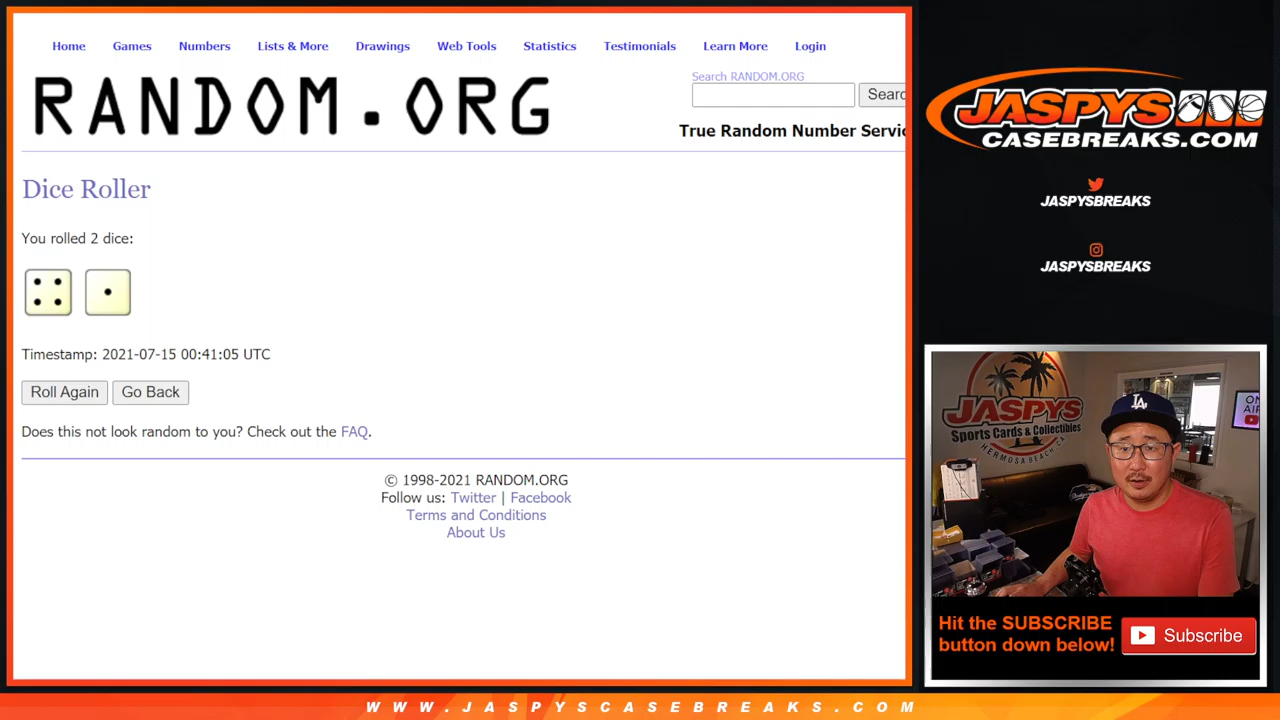 Home Games Numbers Lists & More Drawings Web Tools Statistics Testimonials Learn More Login
RANDOM.ORG
Search RANDOM.ORG
Searc
True Random Number Servic
Dice Roller
You rolled 2 dice:
Timestamp: 2021-07-15 00:41:05 UTC
Roll Again Go Back
Does this not look random to you? Check out the FAQ.
© 1998-2021 RANDOM.ORG
Follow us: Twitter | Facebook
Terms and Conditions
About Us
JASPYS
CASEBREAKS.COM
JASPYSBREAKS
JASPYSBREAKS
JASPYS
Sports Cards & Collectibles
HERMOSA BEACH CA
ON
AIR
LA
Hit the SUBSCRIBE
button down below!
Subscribe
WWW.JASPYSCASEBREAKS.COM